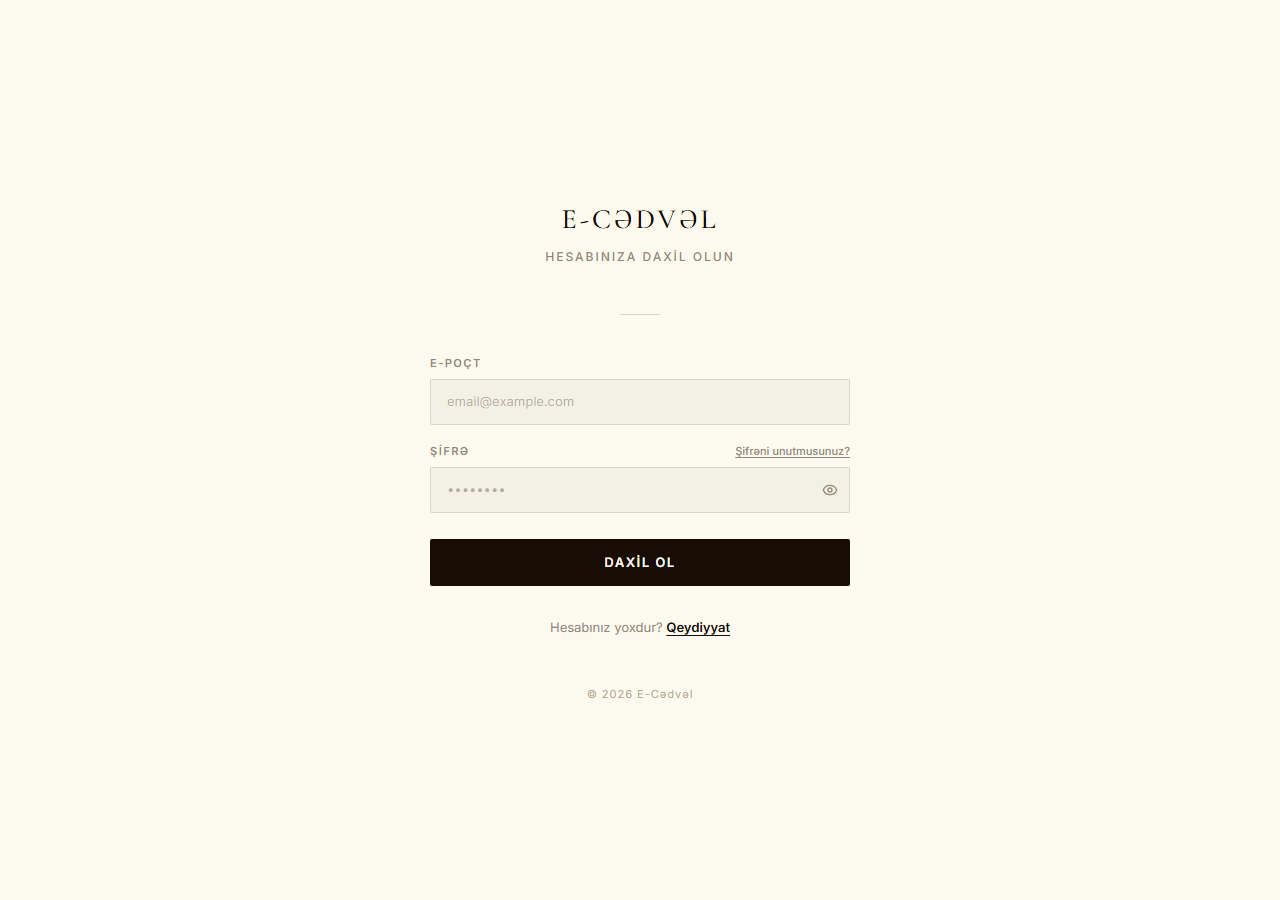 E-CƏDVƏL
HESABINIZA DAXİL OLUN
E-POÇT
email@example.com
ŞİFRƏ Şifrəni unutmusunuz?
••••••••
DAXİL OL
Hesabınız yoxdur? Qeydiyyat
© 2026 E-Cədvəl